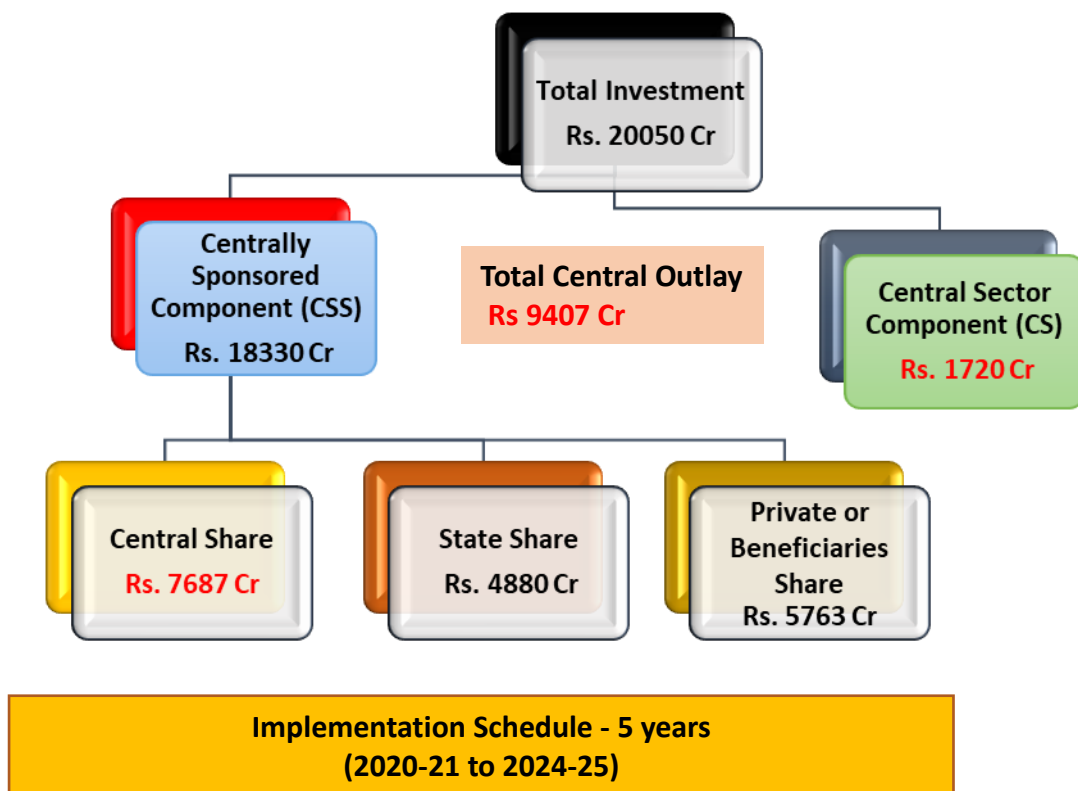 Total Investment
Rs. 20050 Cr
Centrally
Sponsored
Component (CSS)
Rs. 18330 Cr
Total Central Outlay
Rs 9407 Cr
Central Sector
Component (CS)
Rs. 1720 Cr
Central Share
Rs. 7687 Cr
State Share
Rs. 4880 Cr
Private or
Beneficiaries
Share
Rs. 5763 Cr
Implementation Schedule - 5 years
(2020-21 to 2024-25)